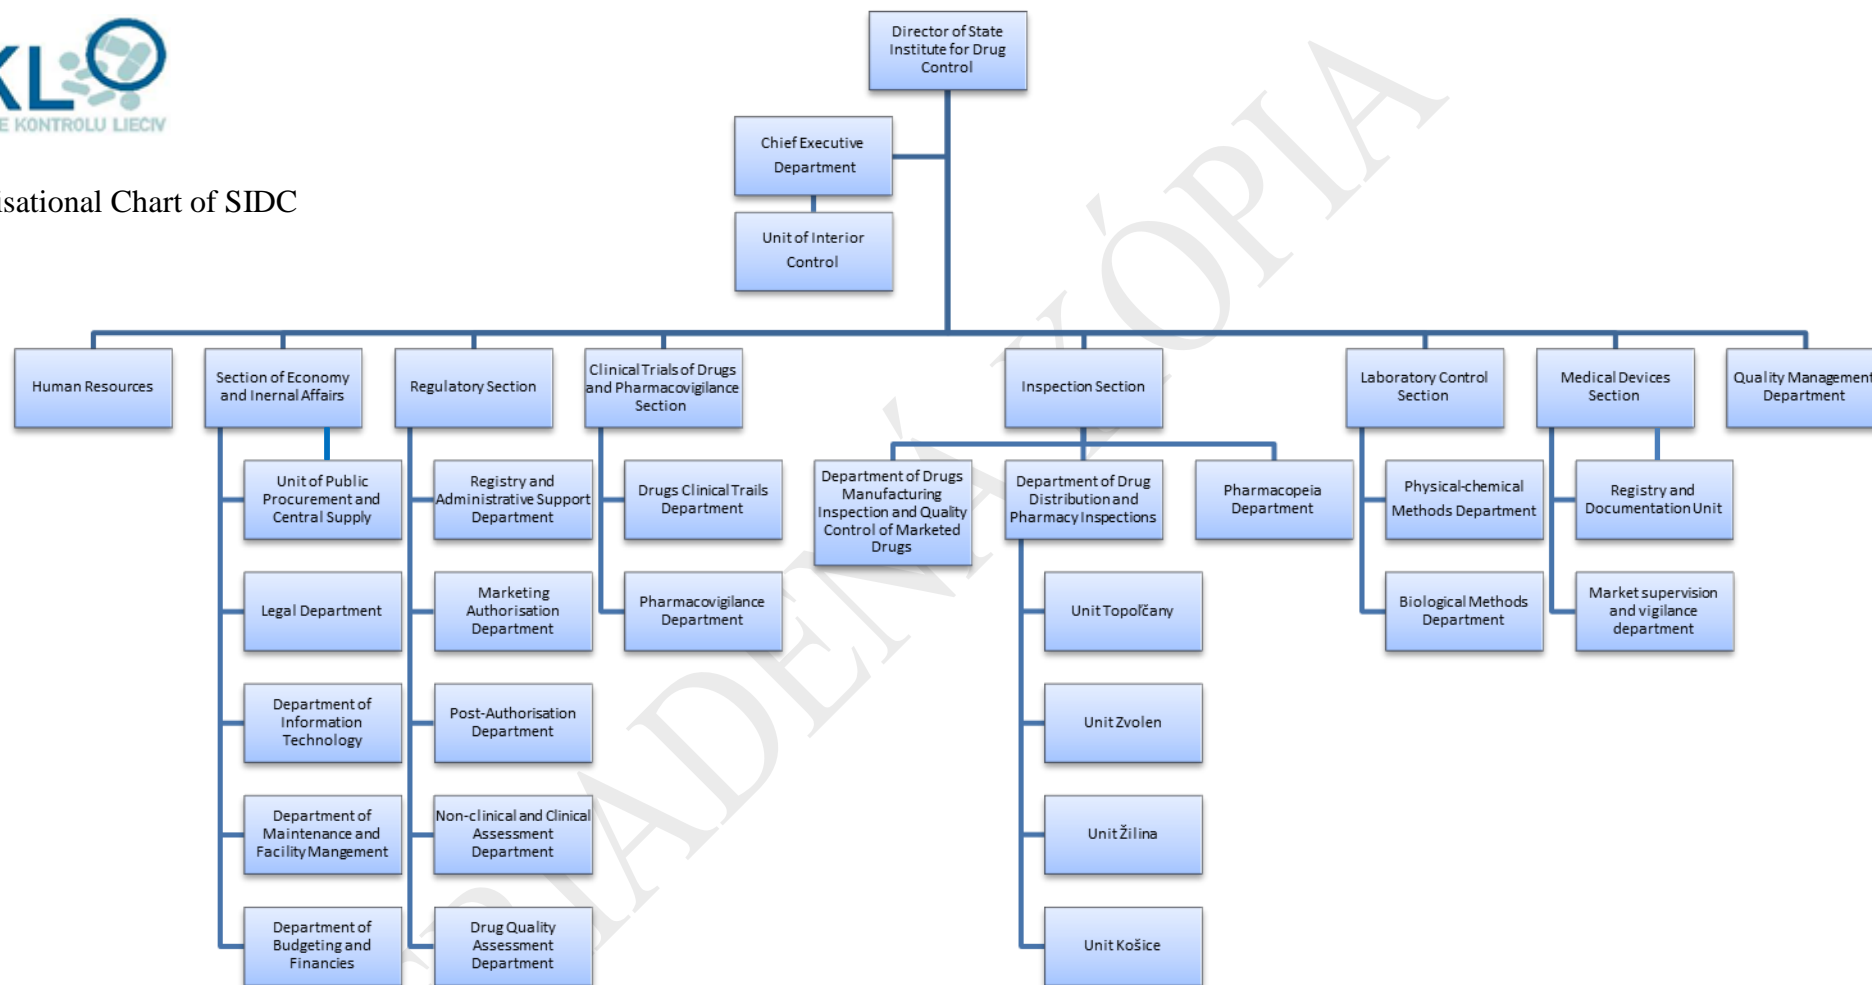 KL
E KONTROLU LIEČIV
isational Chart of SIDC
Director of State
Institute for Drug
Control
Chief Executive
Department
Unit of Interior
Control
Human Resources
Section of Economy
and Inernal Affairs
Regulatory Section
Clinical Trials of Drugs
and Pharmacovigilance
Section
Inspection Section
Laboratory Control
Section
Medical Devices
Section
Quality Management
Department
Unit of Public
Procurement and
Central Supply
Legal Department
Department of
Information
Technology
Department of
Maintenance and
Facility Mangement
Department of
Budgeting and
Financies
Registry and
Administrative Support
Department
Marketing
Authorisation
Department
Post-Authorisation
Department
Non-clinical and Clinical
Assessment
Department
Drug Quality
Assessment
Department
Drugs Clinical Trails
Department
Pharmacovigilance
Department
Department of Drugs
Manufacturing
Inspection and Quality
Control of Marketed
Drugs
Department of Drug
Distribution and
Pharmacy Inspections
Pharmacopeia
Department
Unit Topoľčany
Unit Zvolen
Unit Žilina
Unit Košice
Physical-chemical
Methods Department
Biological Methods
Department
Registry and
Documentation Unit
Market supervision
and vigilance
department
RIADENÁ KÓPIA